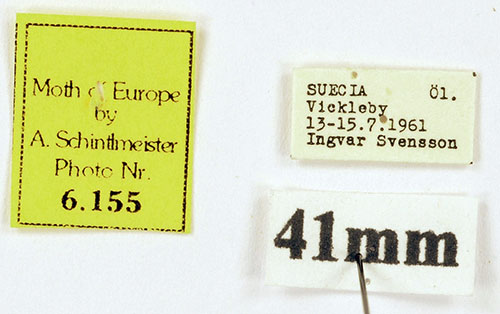 Moth of Europe
by
A. Schintlmeister
Photo Nr.
6.155
SUECIA Öl.
Vickleby
13-15.7.1961
Ingvar Svensson
41mm